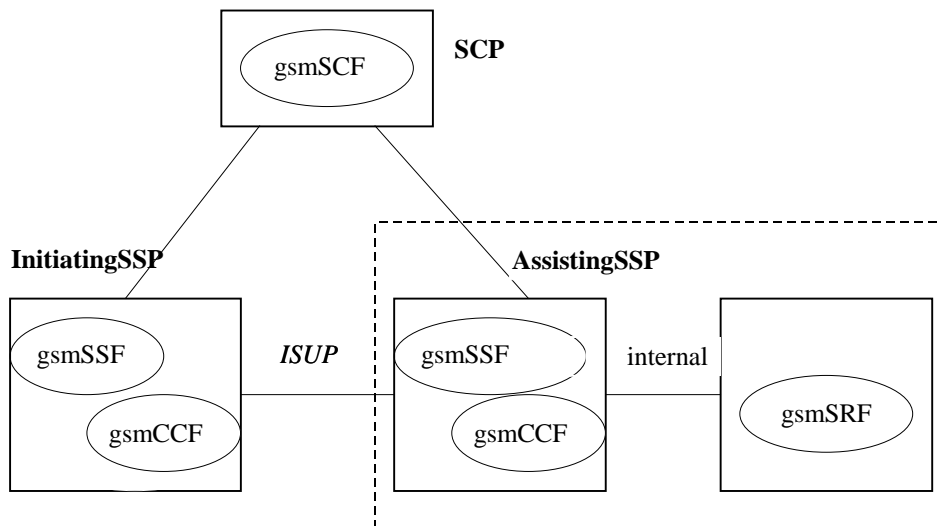 SCP
gsmSCF
InitiatingSSP
AssistingSSP
gsmSSF
ISUP
gsmSSF
internal
gsmCCF
gsmCCF
gsmSRF